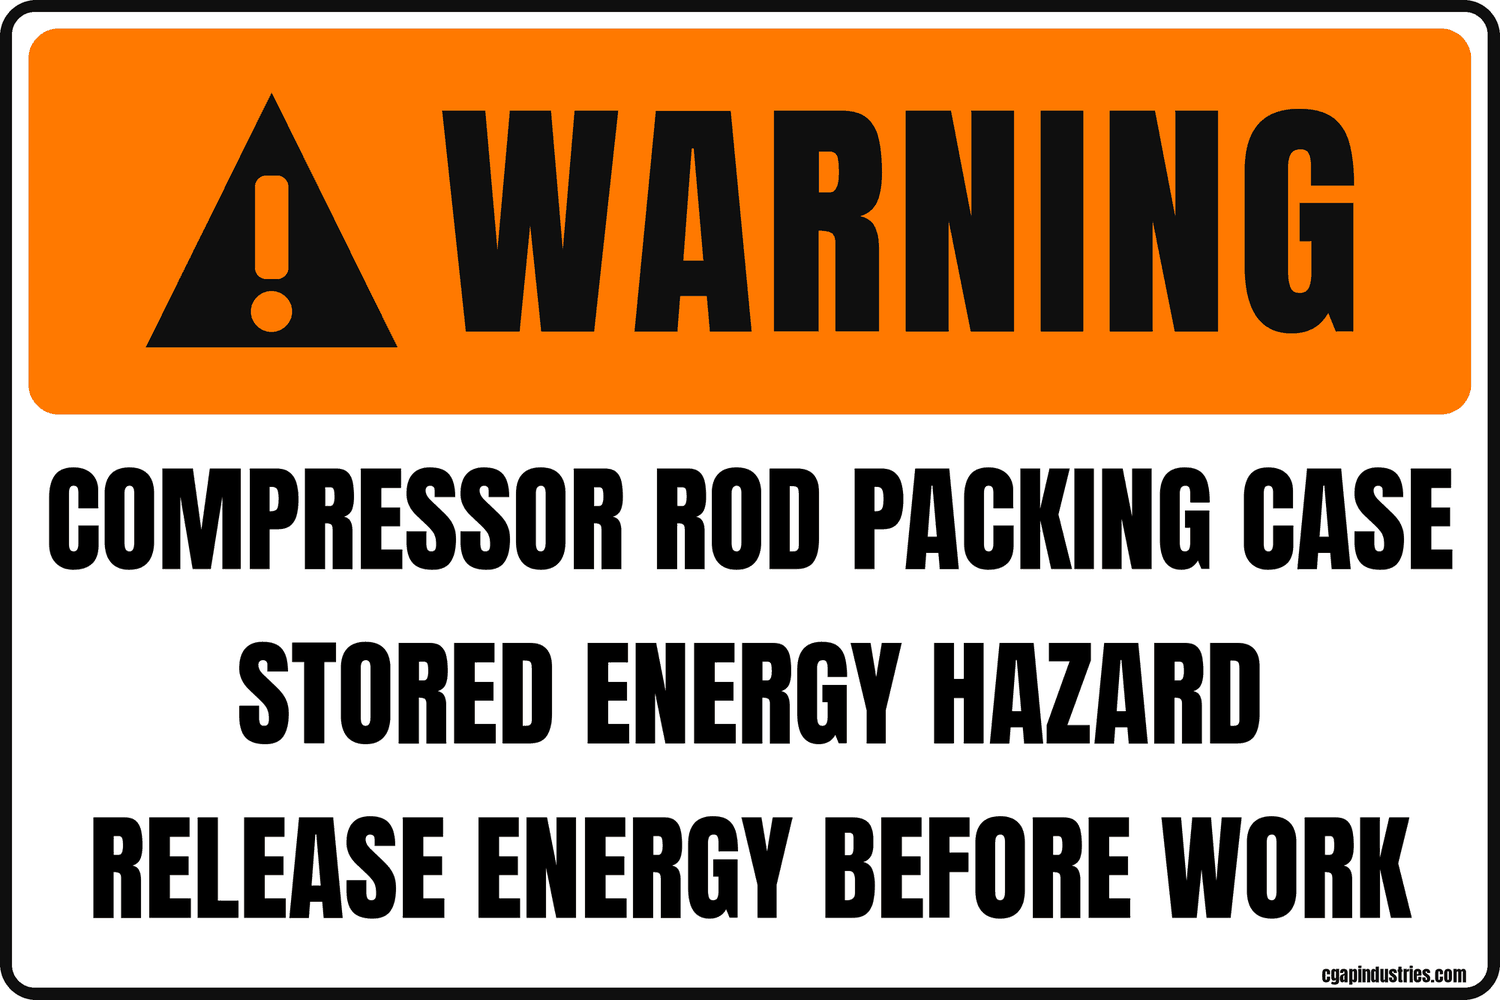 WARNING
COMPRESSOR ROD PACKING CASE
STORED ENERGY HAZARD
RELEASE ENERGY BEFORE WORK
cgapindustries.com